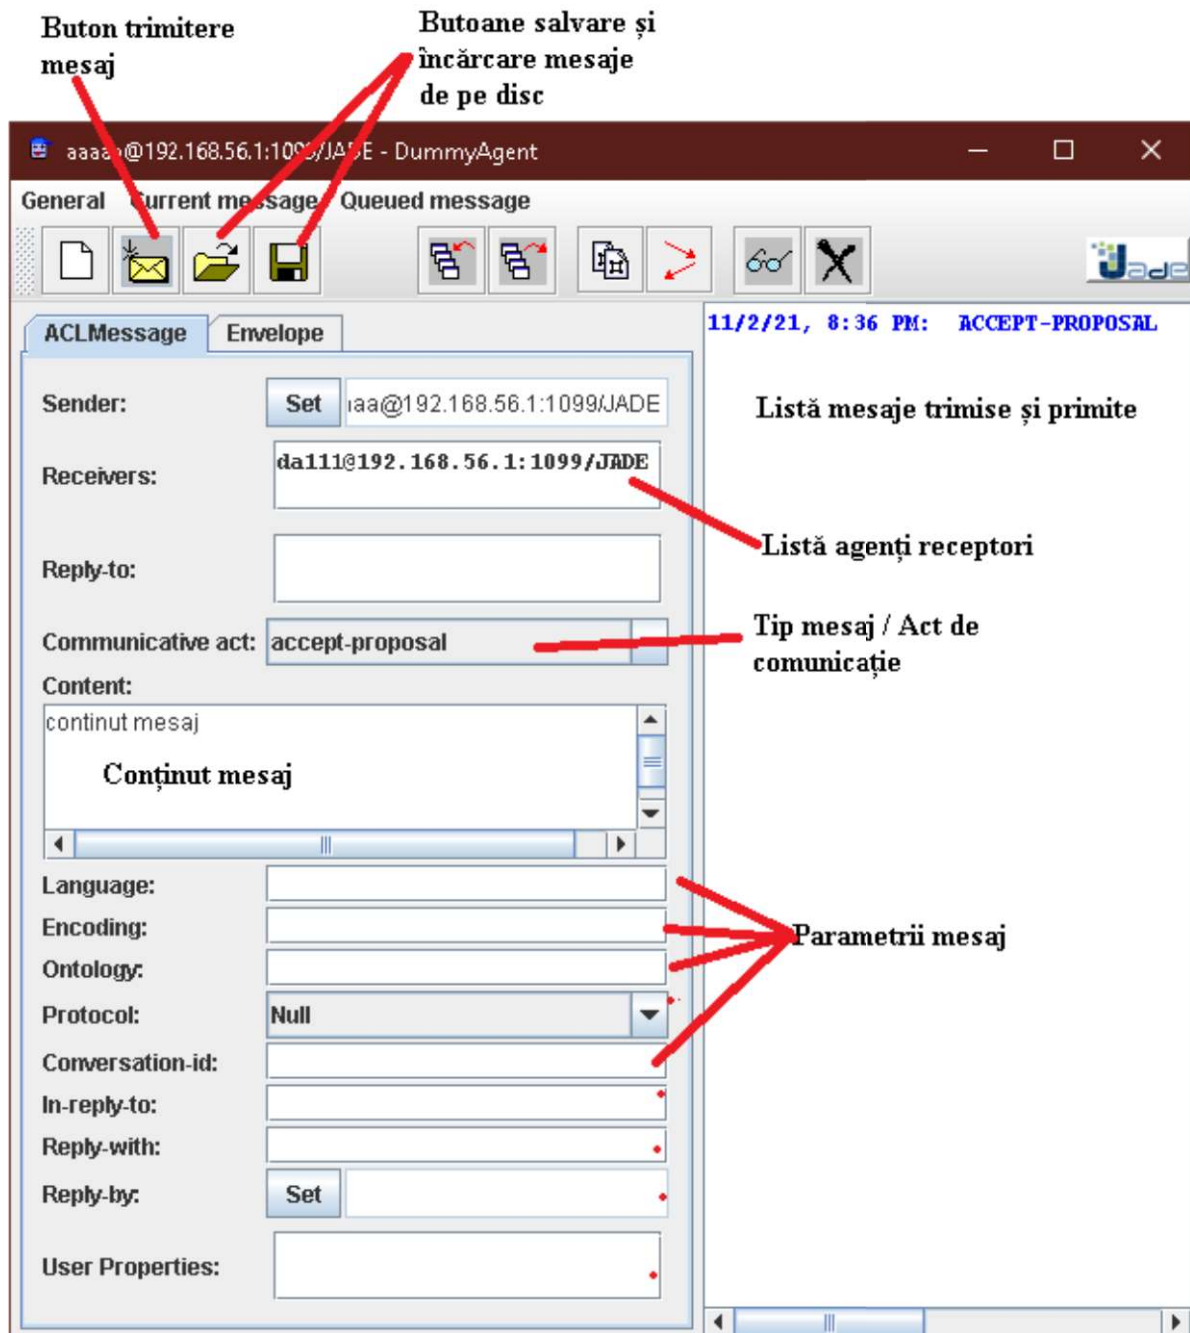 Buton trimitere
mesaj
Butoane salvare și
încărcare mesaje
de pe disc
@192.168.56.1:1099/JADE - DummyAgent
General Current message Queued message
Jade
ACLMessage Envelope
11/2/21, 8:36 PM: ACCEPT-PROPOSAL
Sender: Set aa@192.168.56.1:1099/JADE
Listă mesaje trimise și primite
Receivers: da111@192.168.56.1:1099/JADE
Listă agenți receptori
Reply-to:
Communicative act: accept-proposal
Tip mesaj / Act de
comunicație
Content:
continut mesaj
Conținut mesaj
Language:
Encoding:
Parametrii mesaj
Ontology:
Protocol: Null
Conversation-id:
In-reply-to:
Reply-with:
Reply-by: Set
User Properties: